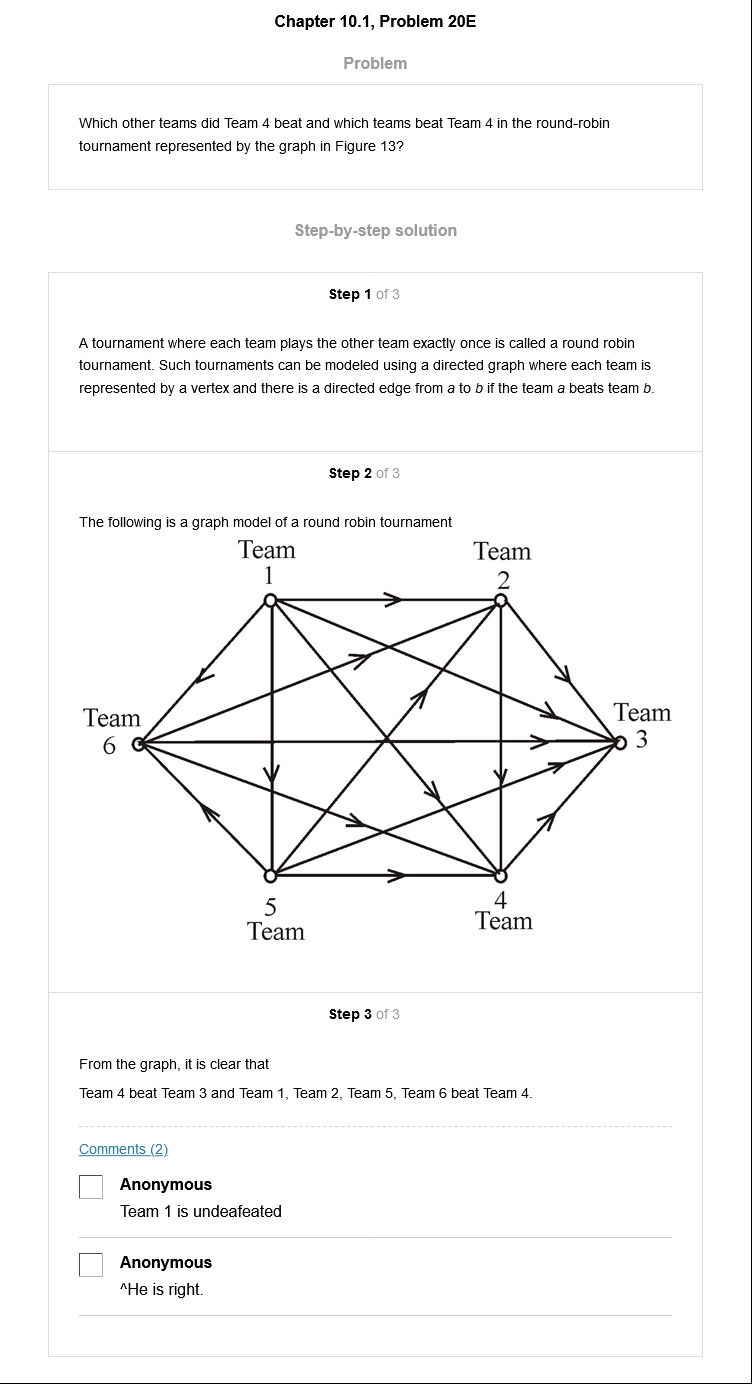 Chapter 10.1, Problem 20E
Problem
Which other teams did Team 4 beat and which teams beat Team 4 in the round-robin
tournament represented by the graph in Figure 13?
Step-by-step solution
Step 1 of 3
A tournament where each team plays the other team exactly once is called a round robin
tournament. Such tournaments can be modeled using a directed graph where each team is
represented by a vertex and there is a directed edge from a to b if the team a beats team b.
Step 2 of 3
The following is a graph model of a round robin tournament
Team
1
Team
2
Team
6
Team
3
5
Team
4
Team
Step 3 of 3
From the graph, it is clear that
Team 4 beat Team 3 and Team 1, Team 2, Team 5, Team 6 beat Team 4.
Comments (2)
Anonymous
Team 1 is undeafeated
Anonymous
^He is right.